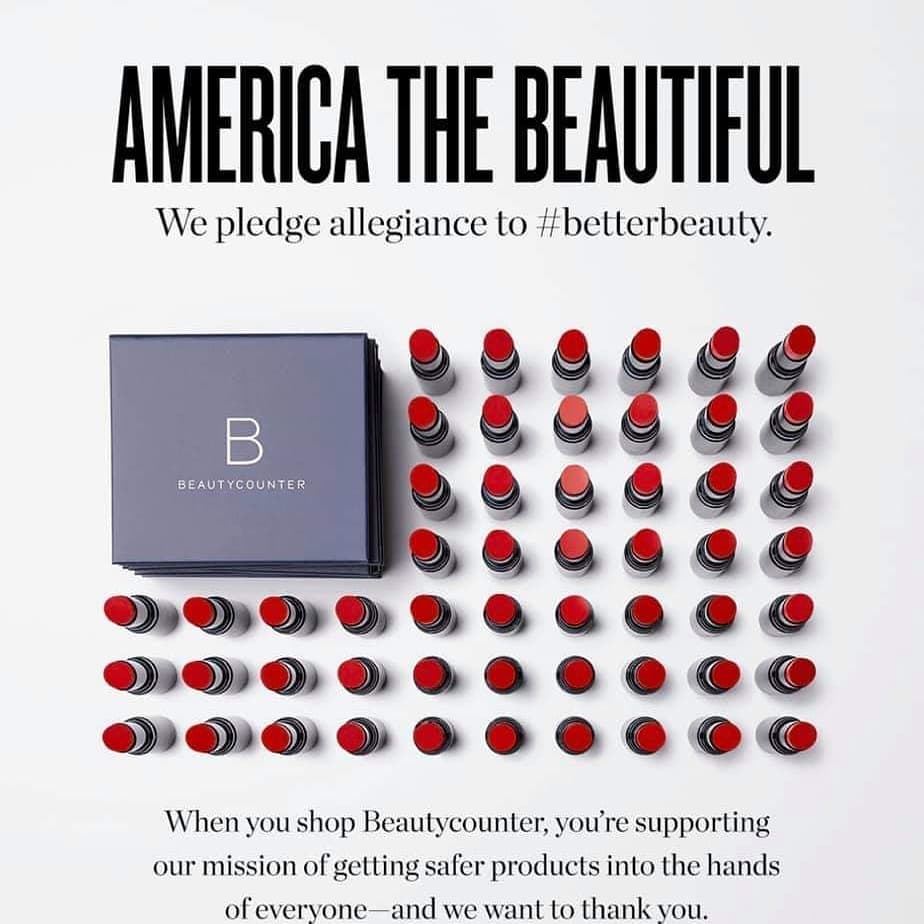 AMERICA THE BEAUTIFUL
We pledge allegiance to #betterbeauty.
B
BEAUTYCOUNTER
When you shop Beautycounter, you’re supporting
our mission of getting safer products into the hands
of everyone—and we want to thank you.